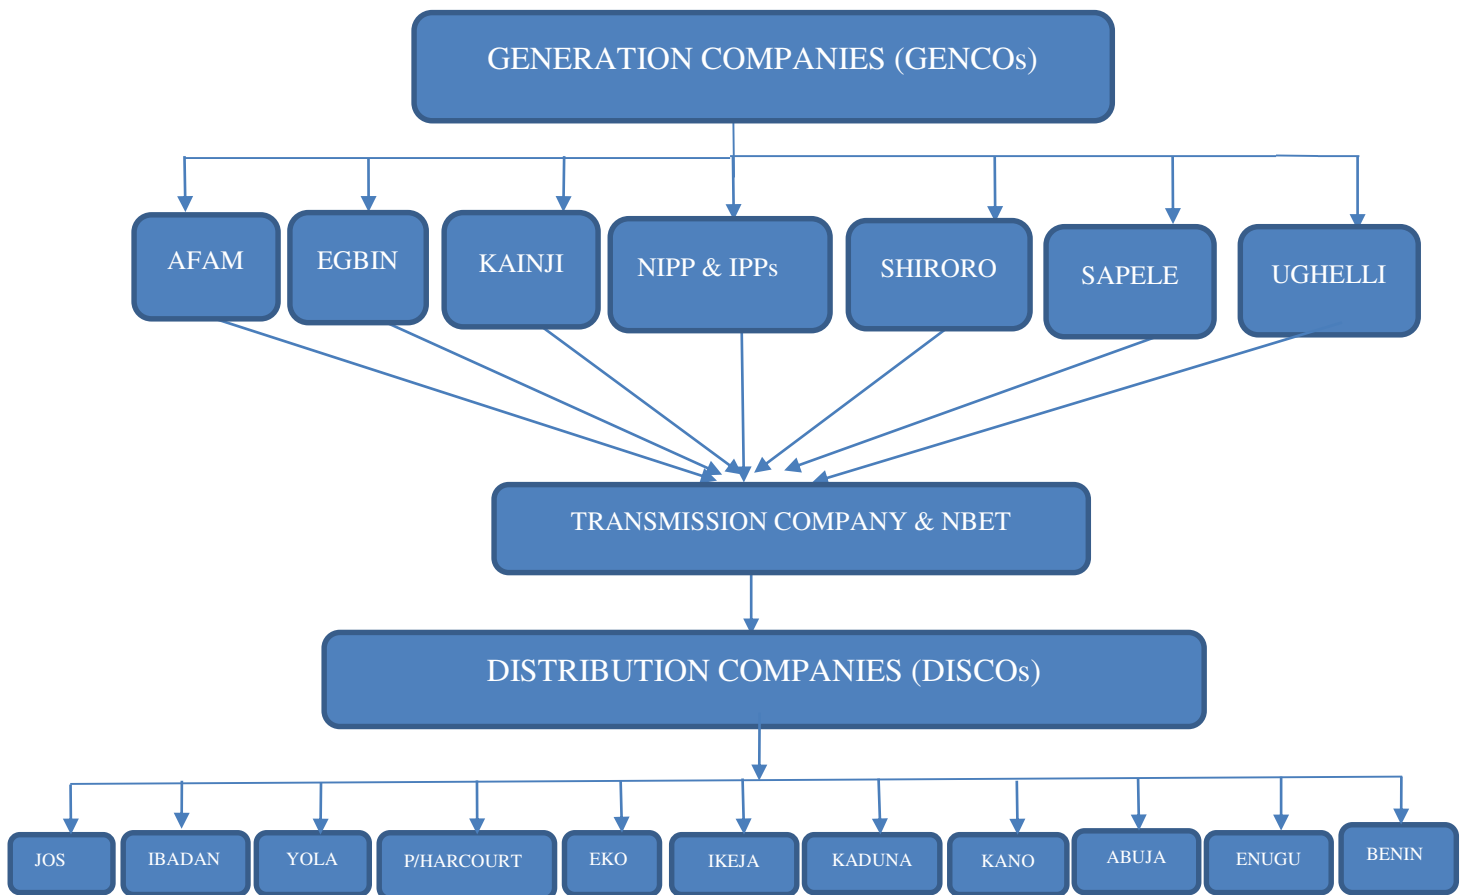 GENERATION COMPANIES (GENCOs)
AFAM
EGBIN
KAINJI
NIPP & IPPs
SHIRORO
SAPELE
UGHELLI
TRANSMISSION COMPANY & NBET
DISTRIBUTION COMPANIES (DISCOs)
JOS
IBADAN
YOLA
P/HARCOURT
EKO
IKEJA
KADUNA
KANO
ABUJA
ENUGU
BENIN